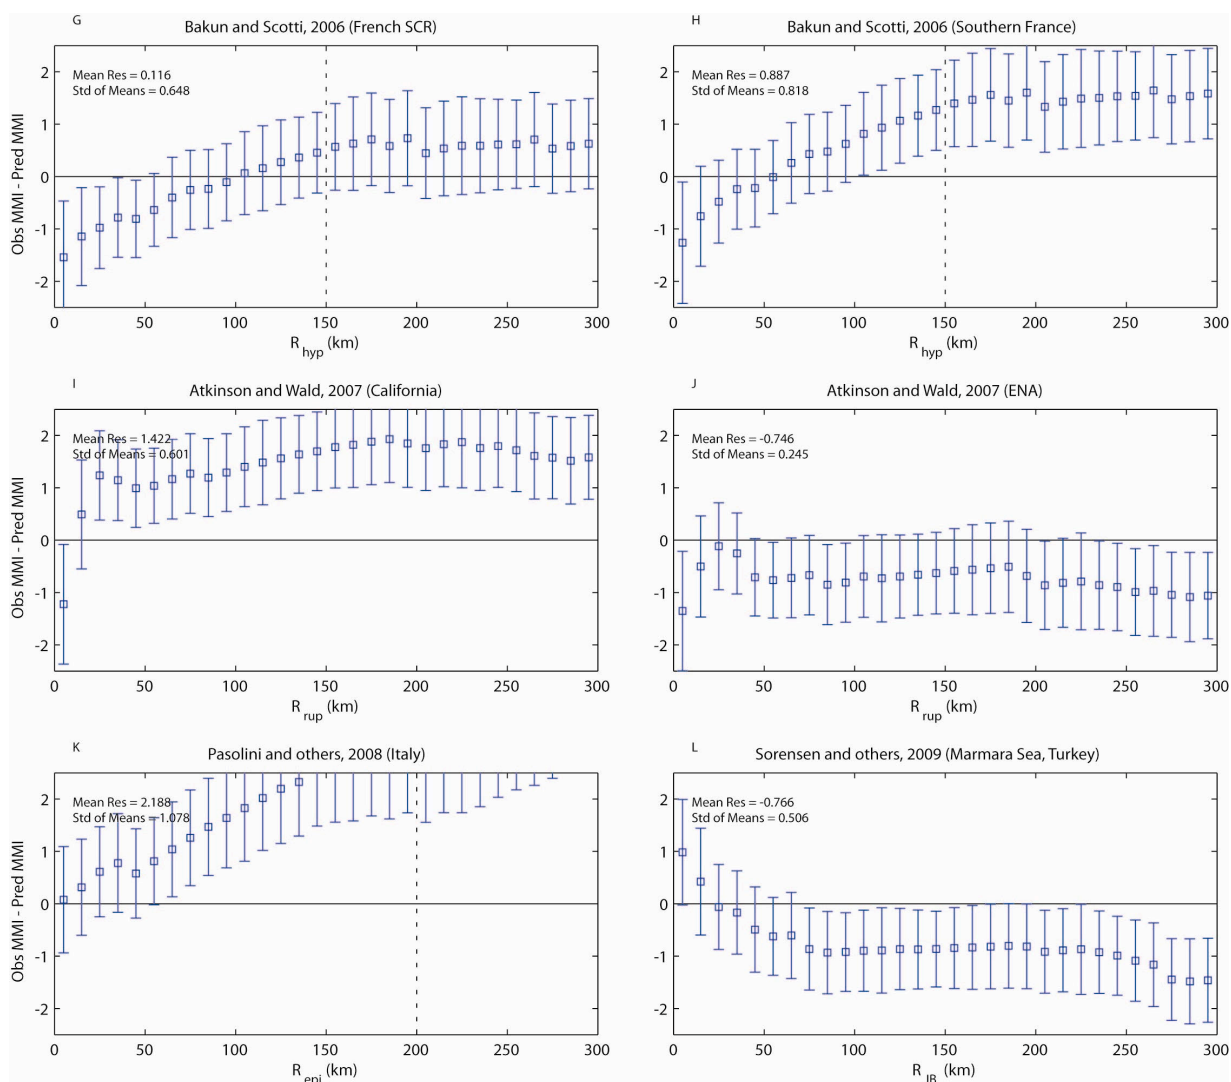 G
Bakun and Scotti, 2006 (French SCR)
Mean Res = 0.116
Std of Means = 0.648
Obs MMI - Pred MMI
2
1
0
-1
-2
0 50 100 150 200 250 300
R hyp (km)
H
Bakun and Scotti, 2006 (Southern France)
Mean Res = 0.887
Std of Means = 0.818
2
1
0
-1
-2
0 50 100 150 200 250 300
R hyp (km)
I
Atkinson and Wald, 2007 (California)
Mean Res = 1.422
Std of Means = 0.601
Obs MMI - Pred MMI
2
1
0
-1
-2
0 50 100 150 200 250 300
R rup (km)
J
Atkinson and Wald, 2007 (ENA)
Mean Res = -0.746
Std of Means = 0.245
2
1
0
-1
-2
0 50 100 150 200 250 300
R rup (km)
K
Pasolini and others, 2008 (Italy)
Mean Res = 2.188
Std of Means = 1.078
Obs MMI - Pred MMI
2
1
0
-1
-2
0 50 100 150 200 250 300
R epi (km)
L
Sorensen and others, 2009 (Marmara Sea, Turkey)
Mean Res = -0.766
Std of Means = 0.506
2
1
0
-1
-2
0 50 100 150 200 250 300
R JB (km)